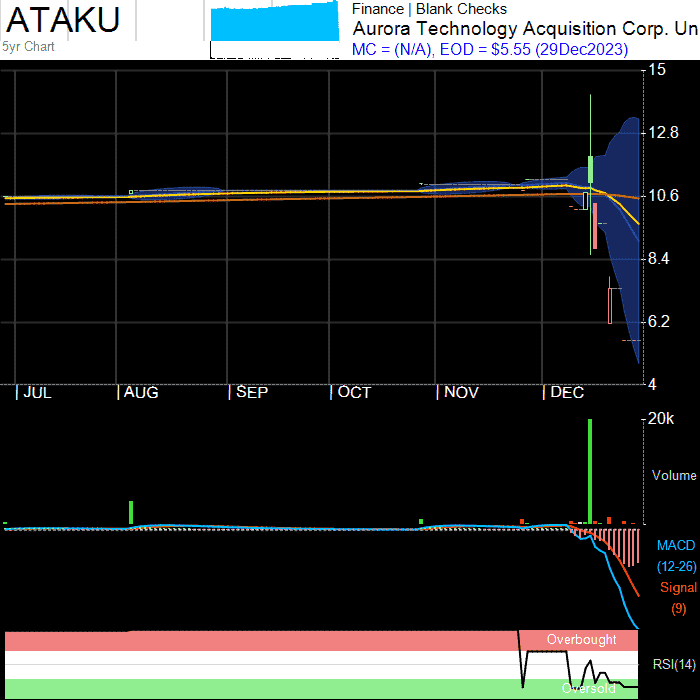 ATAKU
5yr Chart
Finance | Blank Checks
Aurora Technology Acquisition Corp. Un
MC = (N/A), EOD = $5.55 (29Dec2023)
15
12.8
10.6
8.4
6.2
4
JUL AUG SEP OCT NOV DEC
20k
Volume
MACD
(12-26)
Signal
(9)
Overbought
RSI(14)
Oversold